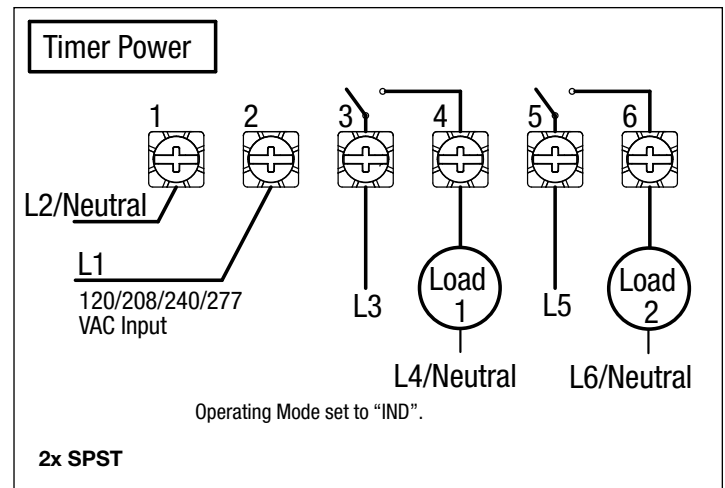 Timer Power
1 2 3 4 5 6
L2/Neutral
L1
120/208/240/277
VAC Input
L3
Load
1
L5
Load
2
L4/Neutral
L6/Neutral
Operating Mode set to “IND”.
2x SPST